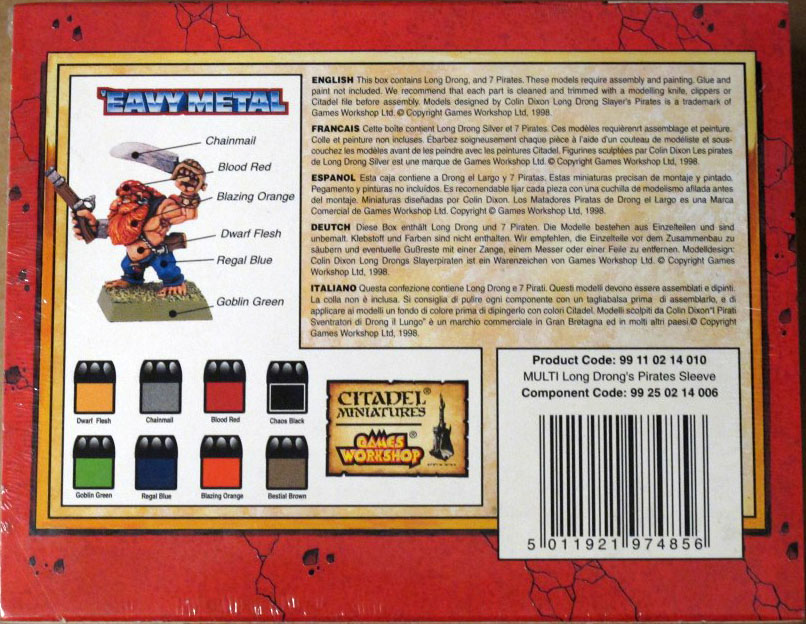 'EAVY METAL
Chainmail
Blood Red
Blazing Orange
Dwarf Flesh
Regal Blue
Goblin Green
ENGLISH This box contains Long Drong, and 7 Pirates. These models require assembly and painting. Glue and
paint not included. We recommend that each part is cleaned and trimmed with a modelling knife, clippers or
Citadel file before assembly. Models designed by Colin Dixon Long Drong Slayer's Pirates is a trademark of
Games Workshop Ltd. © Copyright Games Workshop Ltd, 1998.
FRANCAIS Cette boîte contient Long Drong Silver et 7 Pirates. Ces modèles requièrent assemblage et peinture.
Colle et peinture non incluses. Ébarbez soigneusement chaque pièce à l'aide d'un couteau de modéliste et sous-
couchez les modèles avant de les peindre avec les peintures Citadel. Figurines sculptées par Colin Dixon Les pirates
de Long Drong Silver est une marque de Games Workshop Ltd. © Copyright Games Workshop Ltd, 1998.
ESPANOL Esta caja contiene a Drong el Largo y 7 Piratas. Estas miniaturas precisan de montaje y pintado.
Pegamento y pinturas no incluídos. Es recomendable lijar cada pieza con una cuchilla de modelismo afilada antes
del montaje. Miniaturas diseñadas por Colin Dixon. Los Matadores Piratas de Drong el Largo es una Marca
Comercial de Games Workshop Ltd. Copyright © Games Workshop Ltd, 1998.
DEUTCH Diese Box enthält Long Drong und 7 Piraten. Die Modelle bestehen aus Einzelteilen und sind
unbemalt. Klebstoff und Farben sind nicht enthalten. Wir empfehlen, die Einzelteile vor dem Zusammenbau zu
säubern und eventuelle Gußreste mit einer Zange, einem Messer oder einer Feile zu entfernen. Modelldesign:
Colin Dixon Long Drongs Slayerpiraten ist ein Warenzeichen von Games Workshop Ltd. © Copyright Games
Workshop Ltd, 1998.
ITALIANO Questa confezione contiene Long Drong e 7 Pirati. Questi modelli devono essere assemblati e dipinti.
La colla non è inclusa. Si consiglia di pulire ogni componente con un tagliabalsa prima di assemblarlo, e di
applicare ai modelli un fondo di colore prima di dipingerlo con colori Citadel. Modelli scolpiti da Colin Dixon"I Pirati
Sventratori di Drong il Lungo" è un marchio commerciale in Gran Bretagna ed in molti altri paesi.© Copyright
Games Workshop Ltd, 1998.
Dwarf Flesh
Chainmail
Blood Red
Chaos Black
Goblin Green
Regal Blue
Blazing Orange
Bestial Brown
CITADEL®
MINIATURES
GAMES
WORKSHOP®
Product Code: 99 11 02 14 010
MULTI Long Drong's Pirates Sleeve
Component Code: 99 25 02 14 006
5 011921 974856